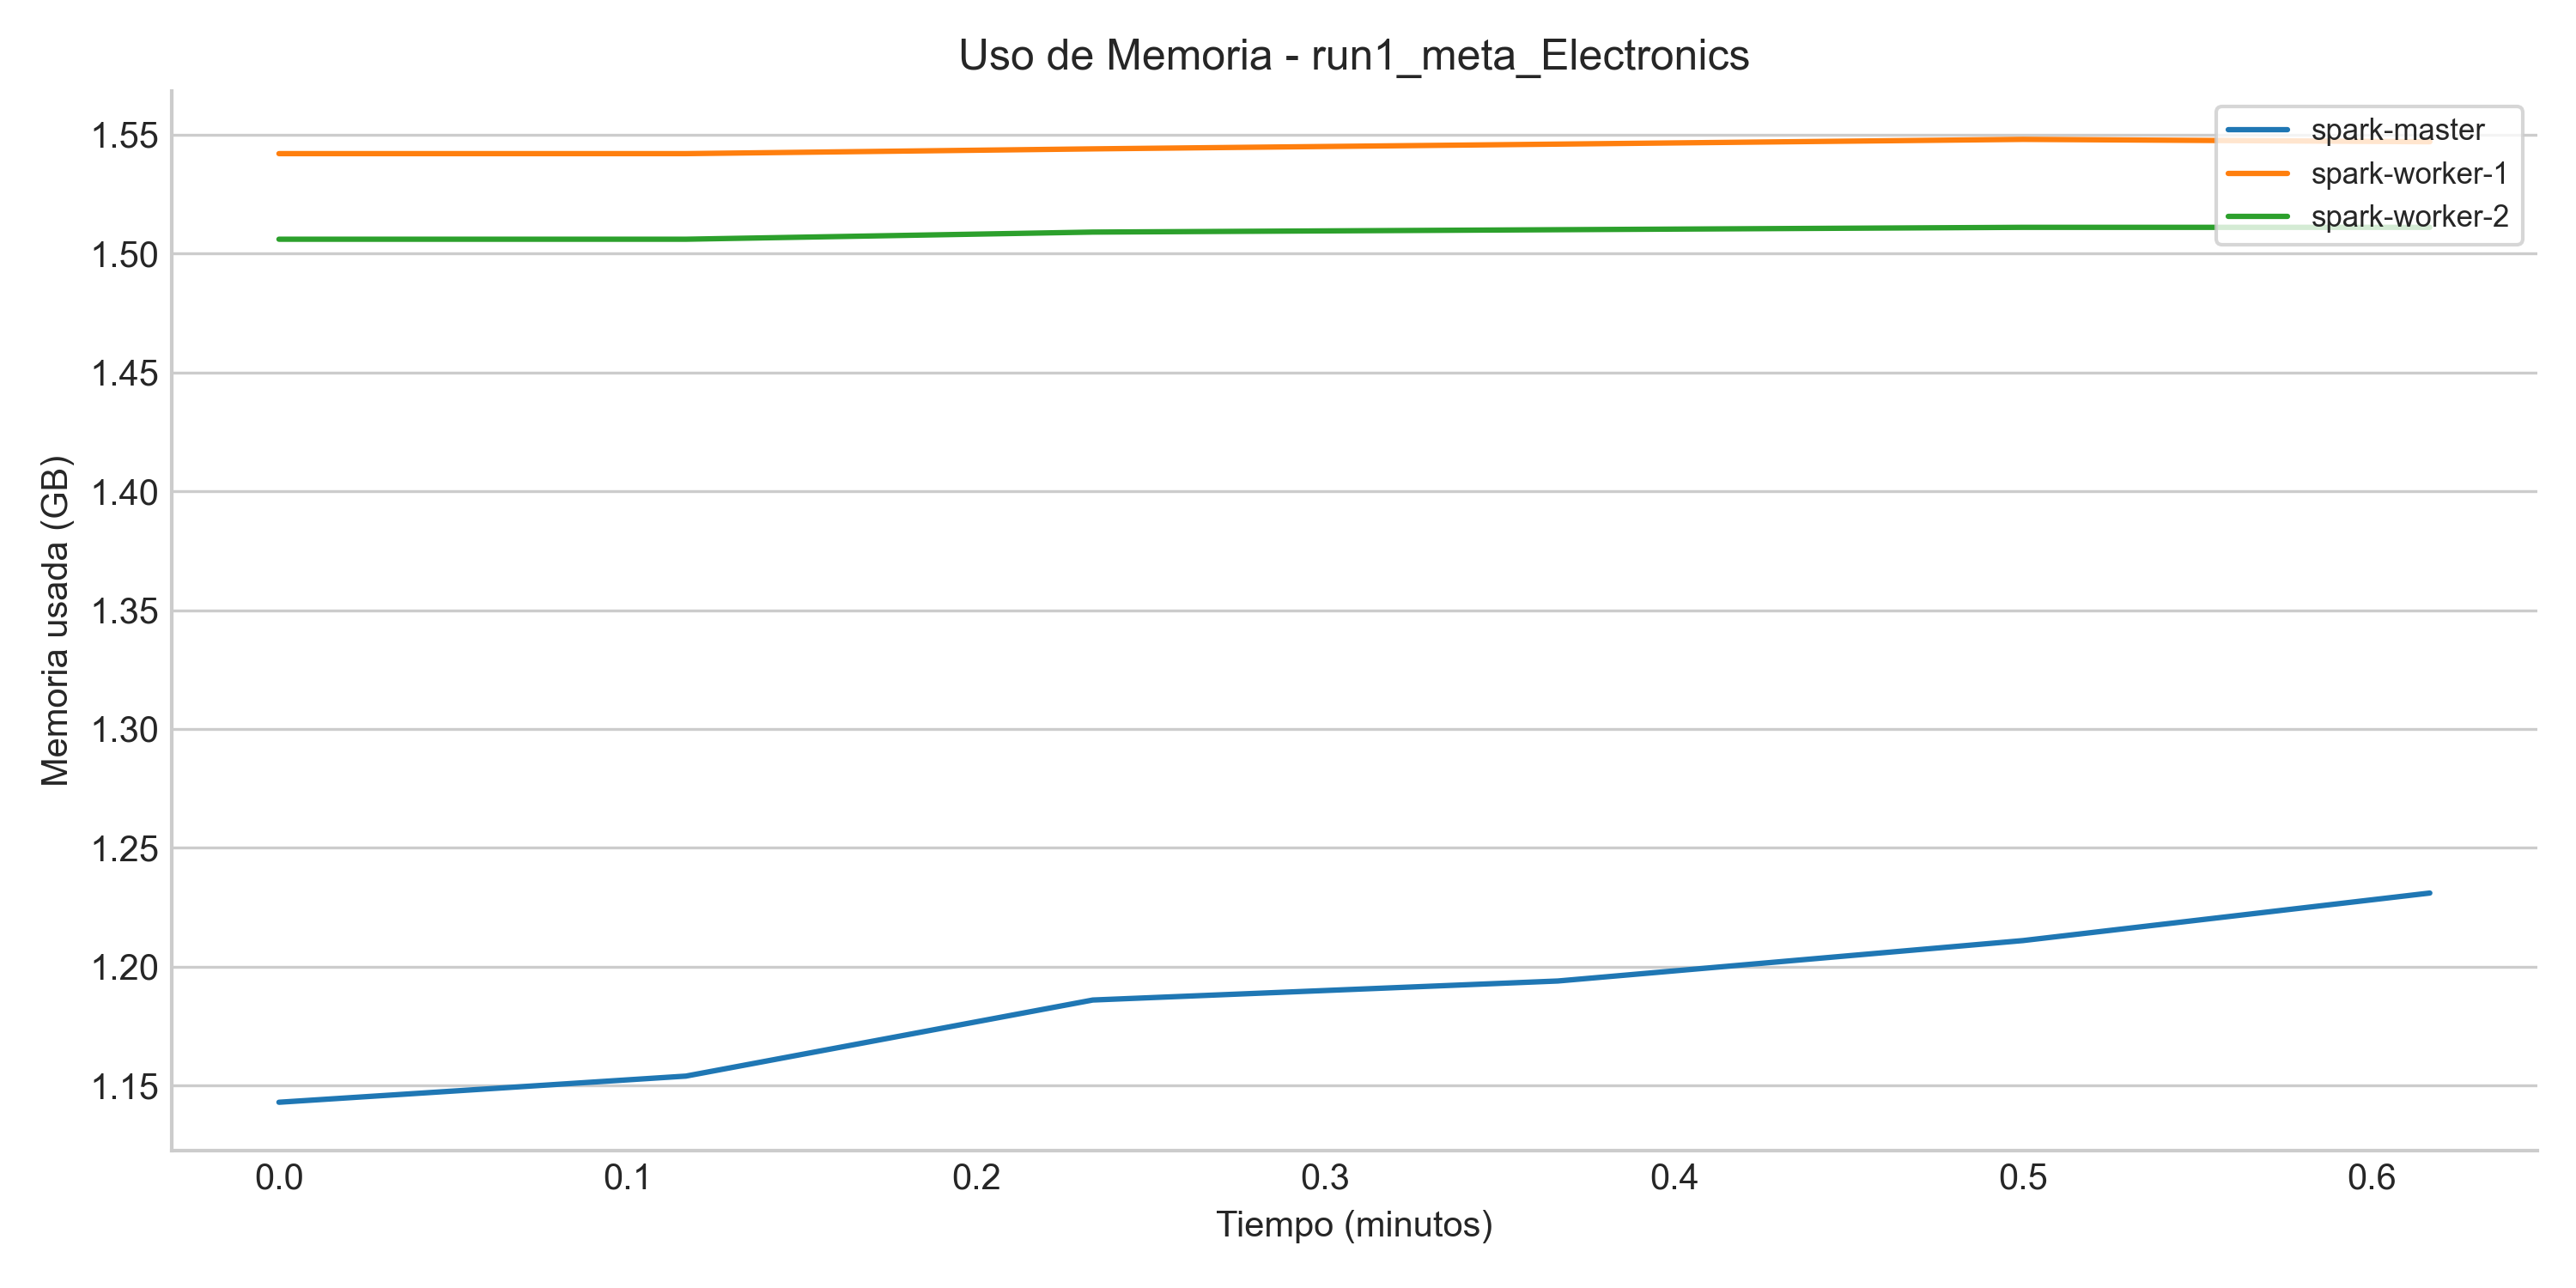 Uso de Memoria - run1_meta_Electronics
spark-master
spark-worker-1
spark-worker-2
Memoria usada (GB)
1.55
1.50
1.45
1.40
1.35
1.30
1.25
1.20
1.15
0.0 0.1 0.2 0.3 0.4 0.5 0.6
Tiempo (minutos)